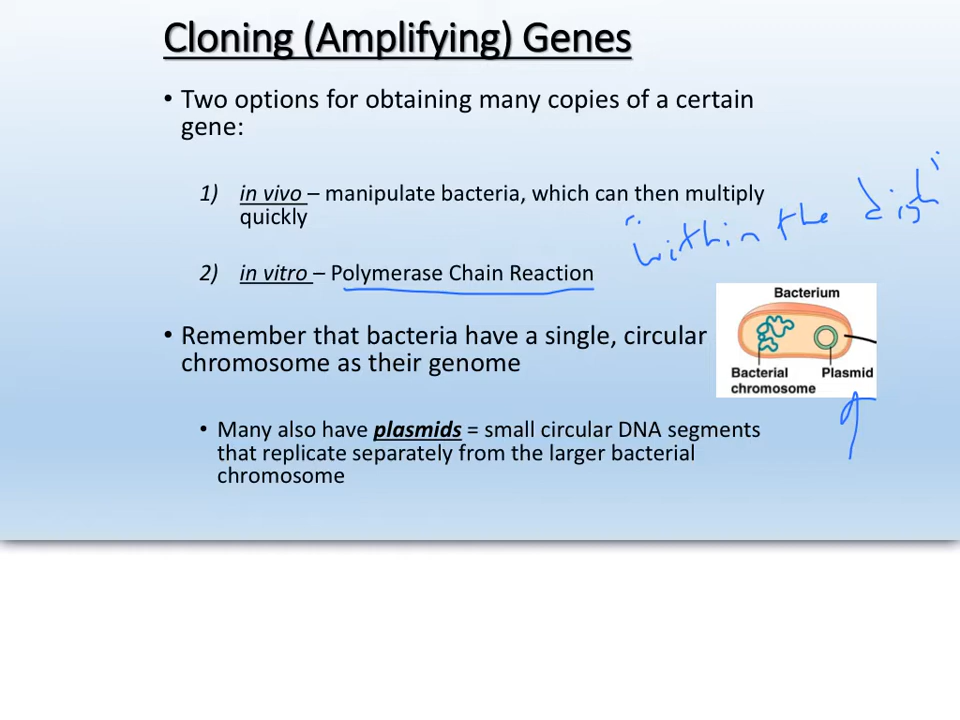 Cloning (Amplifying) Genes
• Two options for obtaining many copies of a certain
gene:
1) in vivo – manipulate bacteria, which can then multiply
quickly
"within the dish"
2) in vitro – Polymerase Chain Reaction
• Remember that bacteria have a single, circular
chromosome as their genome
Bacterium
Bacterial
chromosome
Plasmid
• Many also have plasmids = small circular DNA segments
that replicate separately from the larger bacterial
chromosome